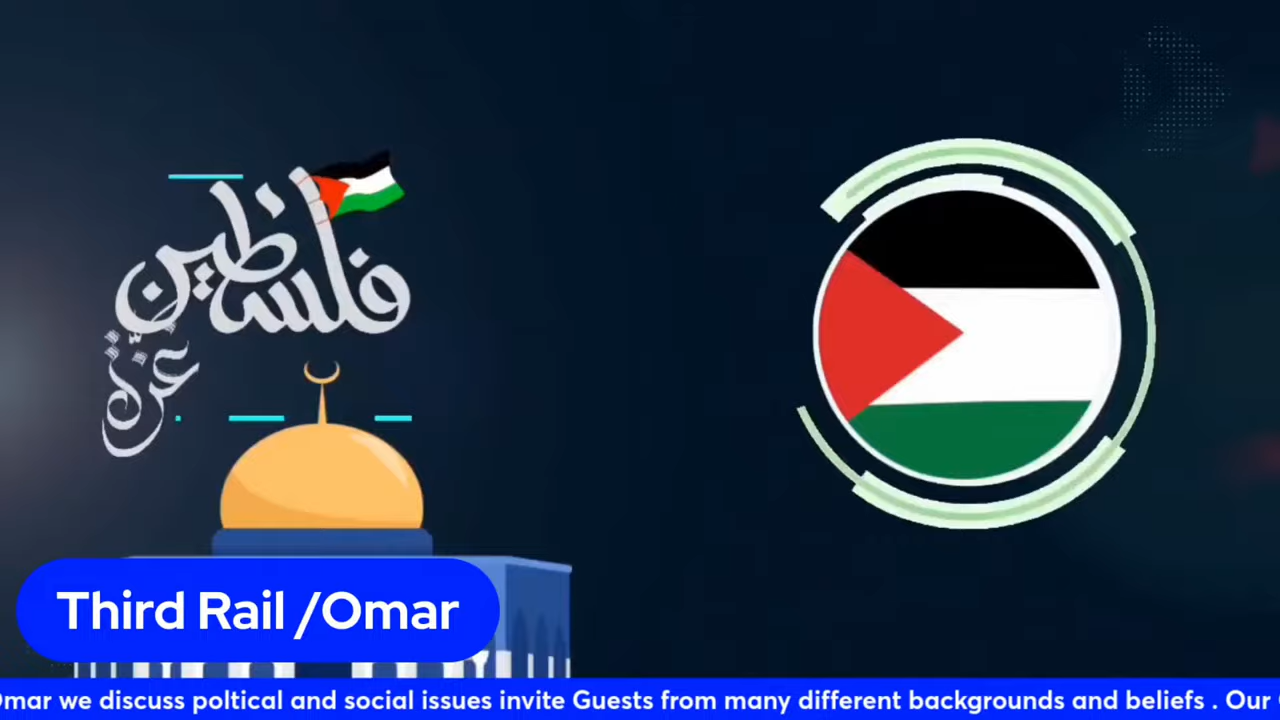 فلسطين
غزة
Third Rail /Omar
Omar we discuss poltical and social issues invite Guests from many different backgrounds and beliefs . Our